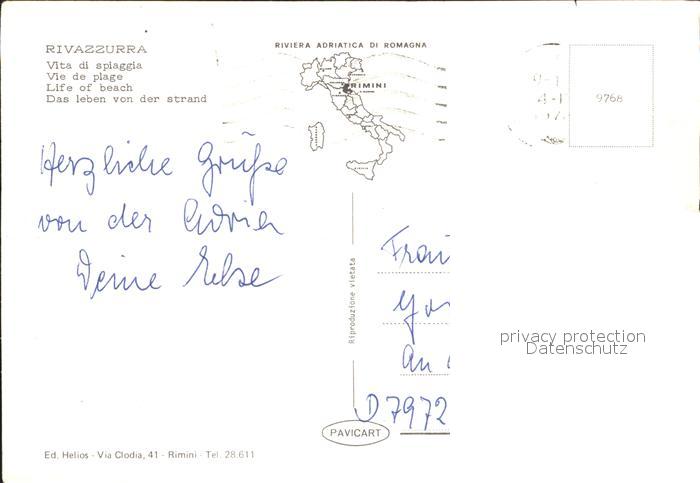 RIVAZZURRA
Vita di spiaggia
Vie de plage
Life of beach
Das leben von der strand
RIVIERA ADRIATICA DI ROMAGNA
RIMINI
9768
Herzliche Grüße
von der Adria
Deine Else
Riproduzione vietata
Frau
An
D 7972
privacy protection
Datenschutz
PAVICART
Ed. Helios - Via Clodia, 41 - Rimini - Tel. 28.611